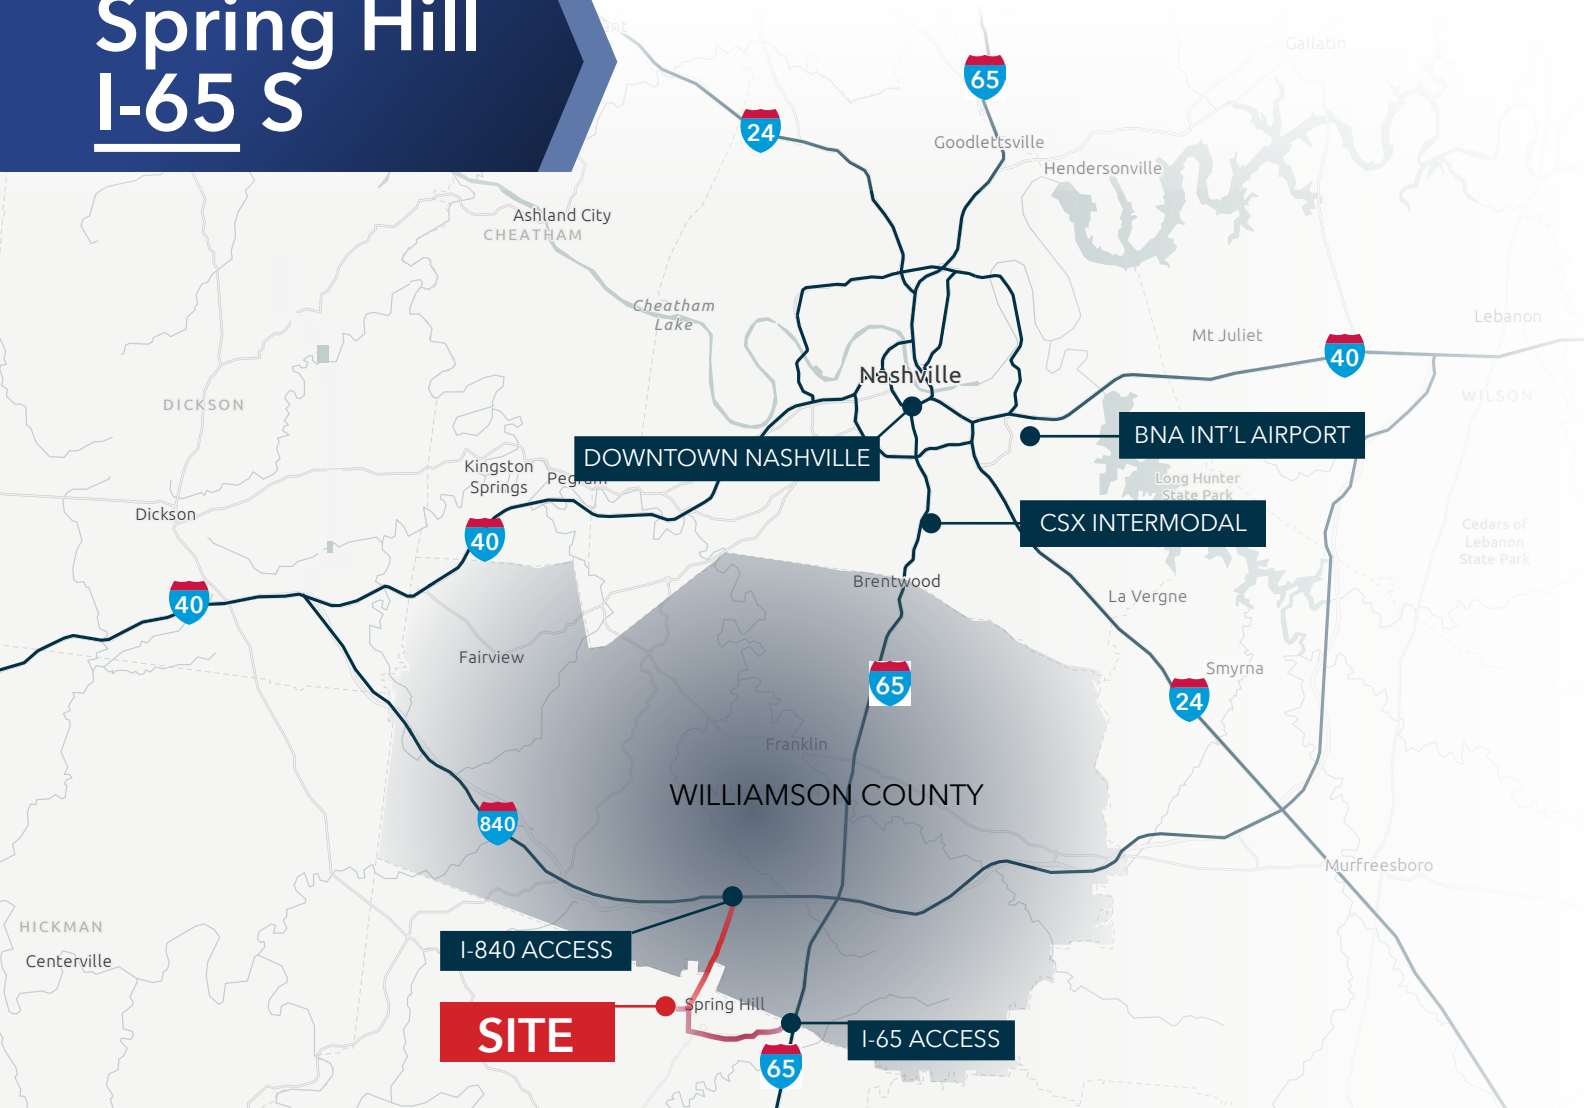 Spring Hill
I-65 S
Gallatin
65
24
Goodlettsville
Hendersonville
Ashland City
CHEATHAM
Cheatham
Lake
Lebanon
Mt Juliet
40
Nashville
WILSON
DICKSON
BNA INT'L AIRPORT
DOWNTOWN NASHVILLE
Kingston
Springs
Pegram
Long Hunter
State Park
Dickson
CSX INTERMODAL
Cedars of
Lebanon
State Park
40
Brentwood
La Vergne
40
Fairview
Smyrna
65
24
Franklin
WILLIAMSON COUNTY
840
Murfreesboro
HICKMAN
Centerville
I-840 ACCESS
Spring Hill
SITE
I-65 ACCESS
65